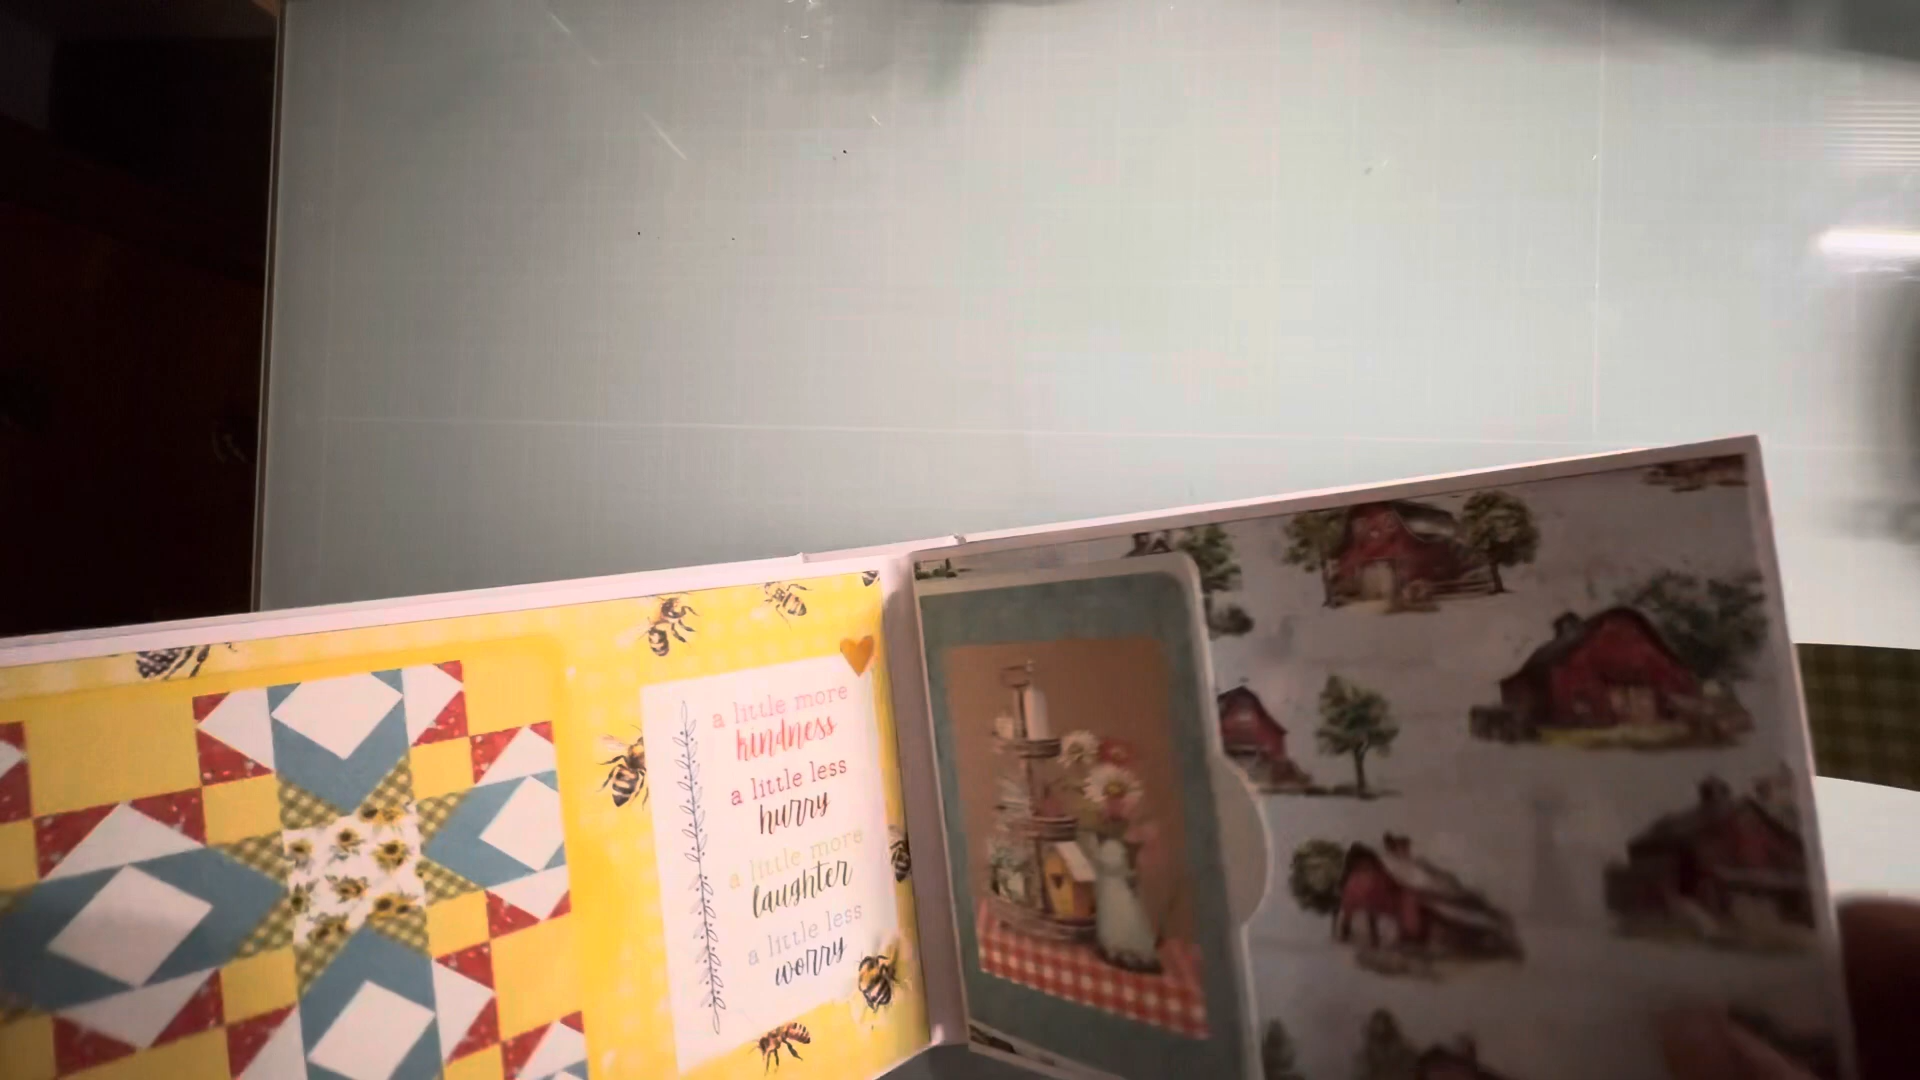 a little more
kindness
a little less
hurry
a little more
laughter
a little less
worry